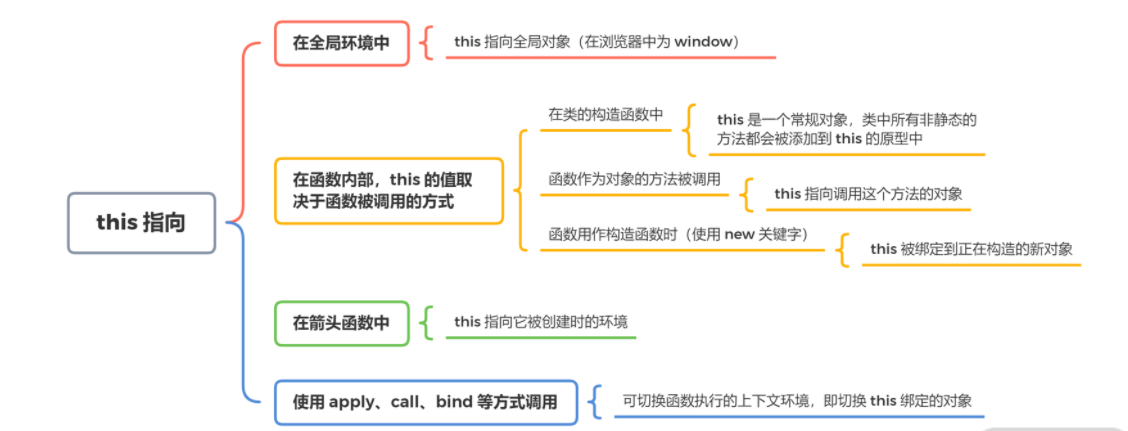 this 指向
在全局环境中
this 指向全局对象（在浏览器中为 window）
在函数内部，this 的值取
决于函数被调用的方式
在类的构造函数中
this 是一个常规对象，类中所有非静态的
方法都会被添加到 this 的原型中
函数作为对象的方法被调用
this 指向调用这个方法的对象
函数用作构造函数时（使用 new 关键字）
this 被绑定到正在构造的新对象
在箭头函数中
this 指向它被创建时的环境
使用 apply、call、bind 等方式调用
可切换函数执行的上下文环境，即切换 this 绑定的对象